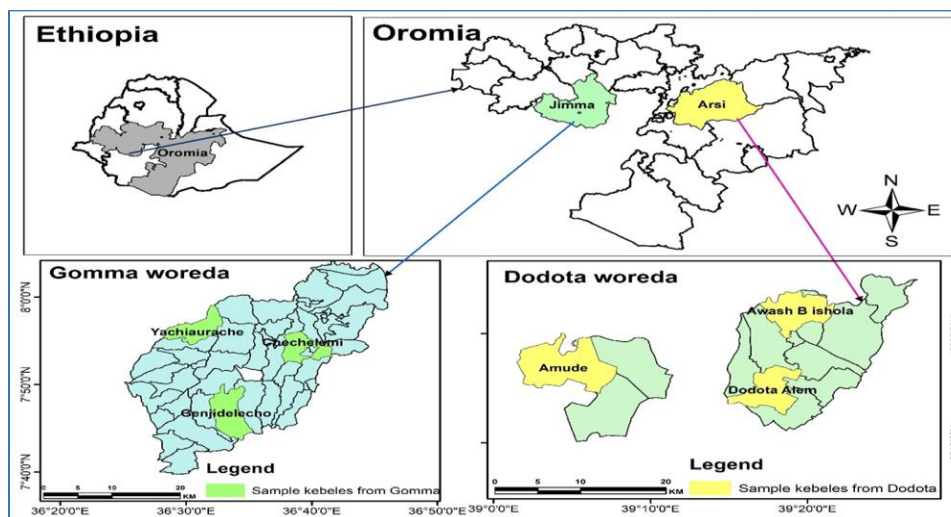 Ethiopia
Oromia
Oromia
Jimma
Arsi
N
W
E
S
Gomma woreda
8°0'0"N
7°50'0"N
7°40'0"N
Yachiaurache
Chechelemi
Genjidelecho
Legend
0
5
10
20
KM
Sample kebeles from Gomma
36°20'0"E
36°30'0"E
36°40'0"E
36°50'0"E
Dodota woreda
Awash B ishola
Amude
Dodota Alem
Legend
0
5
10
20
KM
Sample kebeles from Dodota
39°0'0"E
39°10'0"E
39°20'0"E